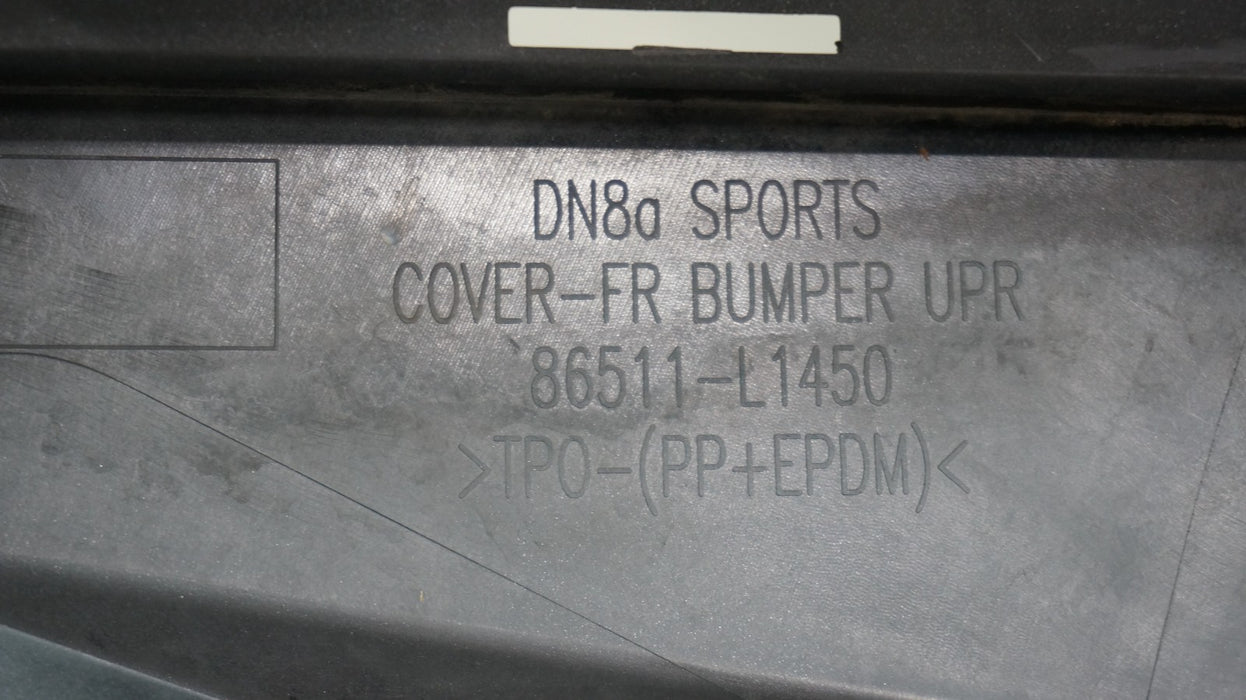 DN8a SPORTS
COVER-FR BUMPER UPR
86511-L1450
>TPO-(PP+EPDM)<